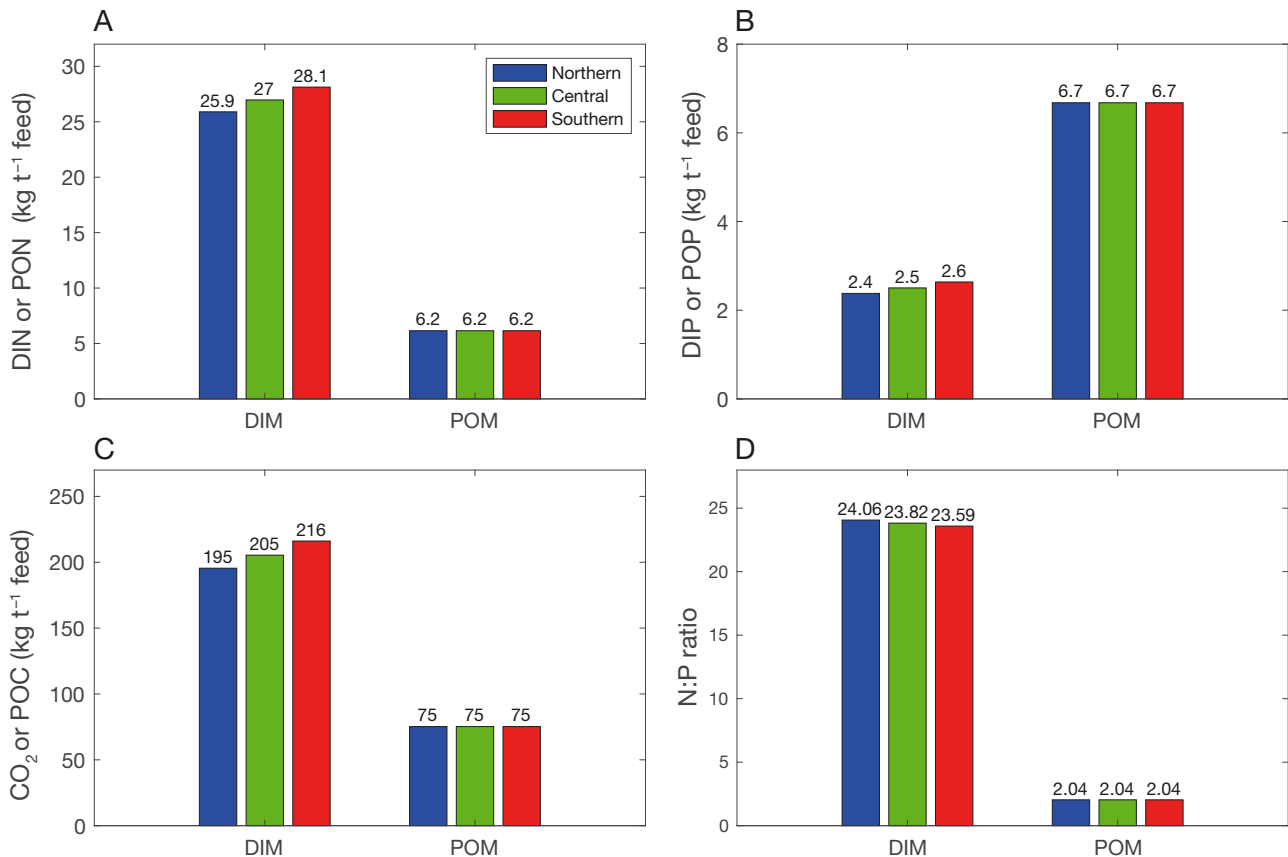 A
DIN or PON (kg t⁻¹ feed)
30
25
20
15
10
5
0
25.9
27
28.1
6.2
6.2
6.2
DIM
POM
Northern
Central
Southern
B
DIP or POP (kg t⁻¹ feed)
8
6
4
2
0
2.4
2.5
2.6
6.7
6.7
6.7
DIM
POM
C
CO₂ or POC (kg t⁻¹ feed)
250
200
150
100
50
0
195
205
216
75
75
75
DIM
POM
D
N:P ratio
25
20
15
10
5
0
24.06
23.82
23.59
2.04
2.04
2.04
DIM
POM